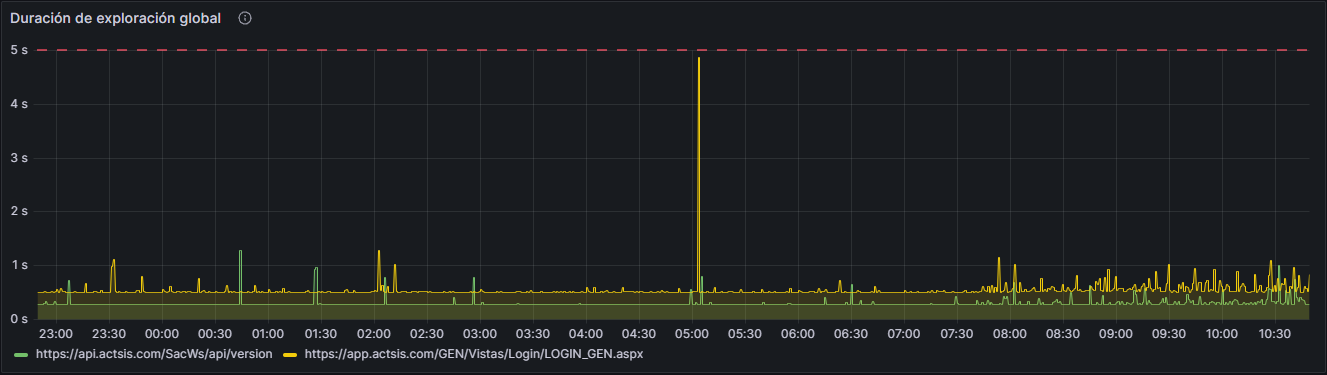 Duración de exploración global
5 s
4 s
3 s
2 s
1 s
0 s
23:00 23:30 00:00 00:30 01:00 01:30 02:00 02:30 03:00 03:30 04:00 04:30 05:00 05:30 06:00 06:30 07:00 07:30 08:00 08:30 09:00 09:30 10:00 10:30
https://api.actsis.com/SacWs/api/version https://app.actsis.com/GEN/Vistas/Login/LOGIN_GEN.aspx